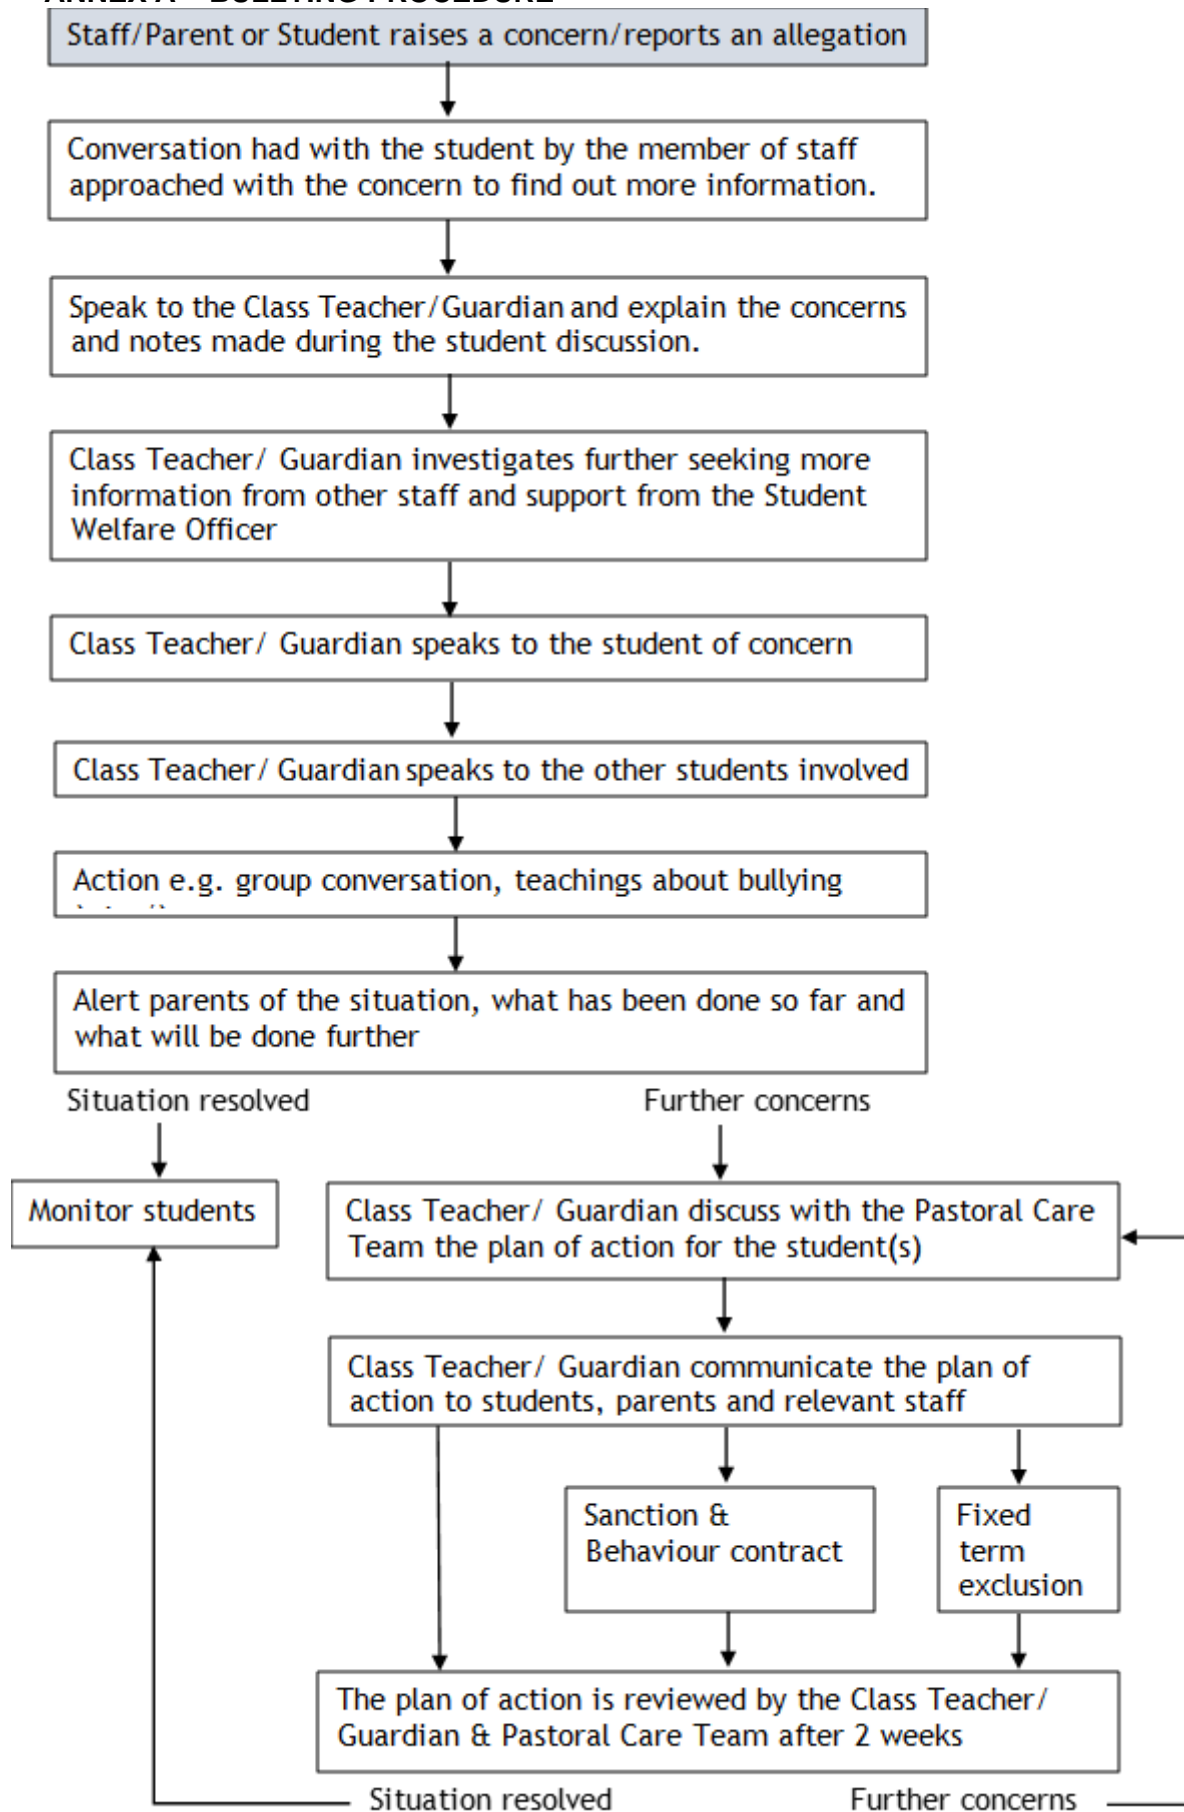 ANNEX A – BULLYING PROCEDURE
Staff/Parent or Student raises a concern/reports an allegation
Conversation had with the student by the member of staff
approached with the concern to find out more information.
Speak to the Class Teacher/Guardian and explain the concerns
and notes made during the student discussion.
Class Teacher/ Guardian investigates further seeking more
information from other staff and support from the Student
Welfare Officer
Class Teacher/ Guardian speaks to the student of concern
Class Teacher/ Guardian speaks to the other students involved
Action e.g. group conversation, teachings about bullying
Alert parents of the situation, what has been done so far and
what will be done further
Situation resolved
Further concerns
Monitor students
Class Teacher/ Guardian discuss with the Pastoral Care
Team the plan of action for the student(s)
Class Teacher/ Guardian communicate the plan of
action to students, parents and relevant staff
Sanction &
Behaviour contract
Fixed
term
exclusion
The plan of action is reviewed by the Class Teacher/
Guardian & Pastoral Care Team after 2 weeks
Situation resolved
Further concerns